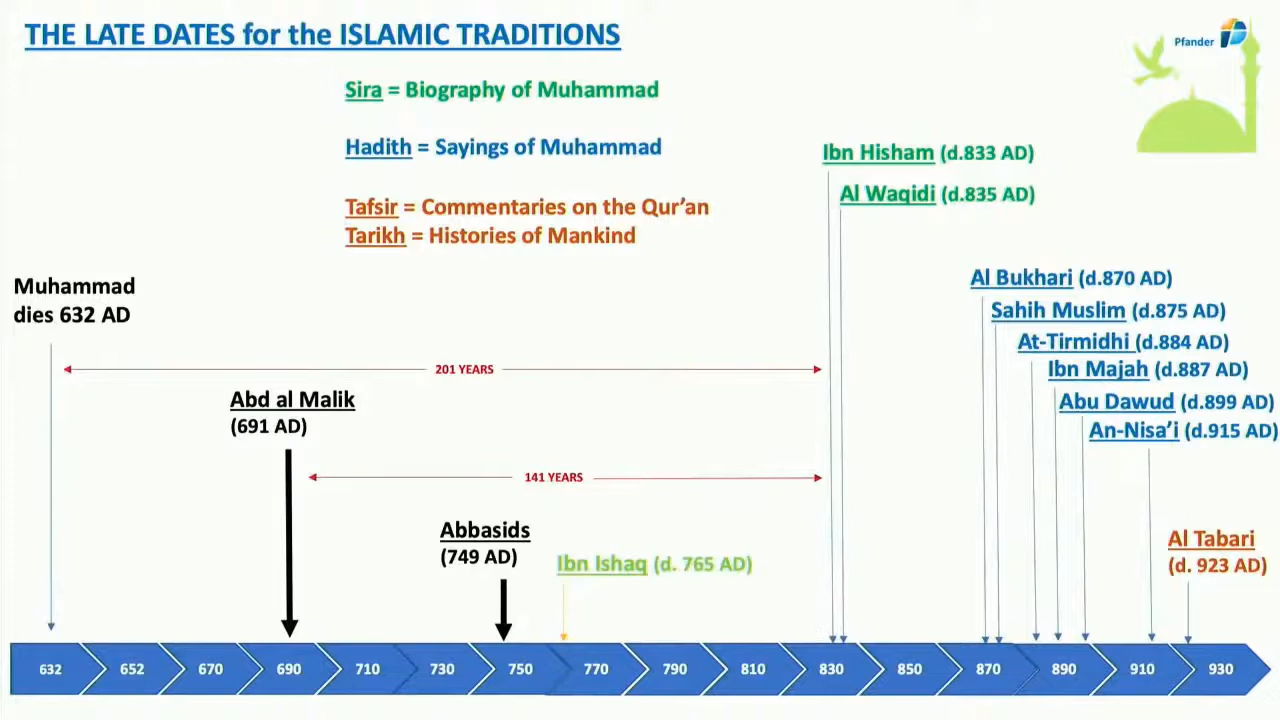 THE LATE DATES for the ISLAMIC TRADITIONS
Pfander
Sira = Biography of Muhammad
Hadith = Sayings of Muhammad
Tafsir = Commentaries on the Qur’an
Tarikh = Histories of Mankind
Ibn Hisham (d.833 AD)
Al Waqidi (d.835 AD)
Muhammad
dies 632 AD
Al Bukhari (d.870 AD)
Sahih Muslim (d.875 AD)
At-Tirmidhi (d.884 AD)
Ibn Majah (d.887 AD)
Abu Dawud (d.899 AD)
An-Nisa’i (d.915 AD)
201 YEARS
Abd al Malik
(691 AD)
141 YEARS
Abbasids
(749 AD)
Ibn Ishaq (d. 765 AD)
Al Tabari
(d. 923 AD)
632 652 670 690 710 730 750 770 790 810 830 850 870 890 910 930